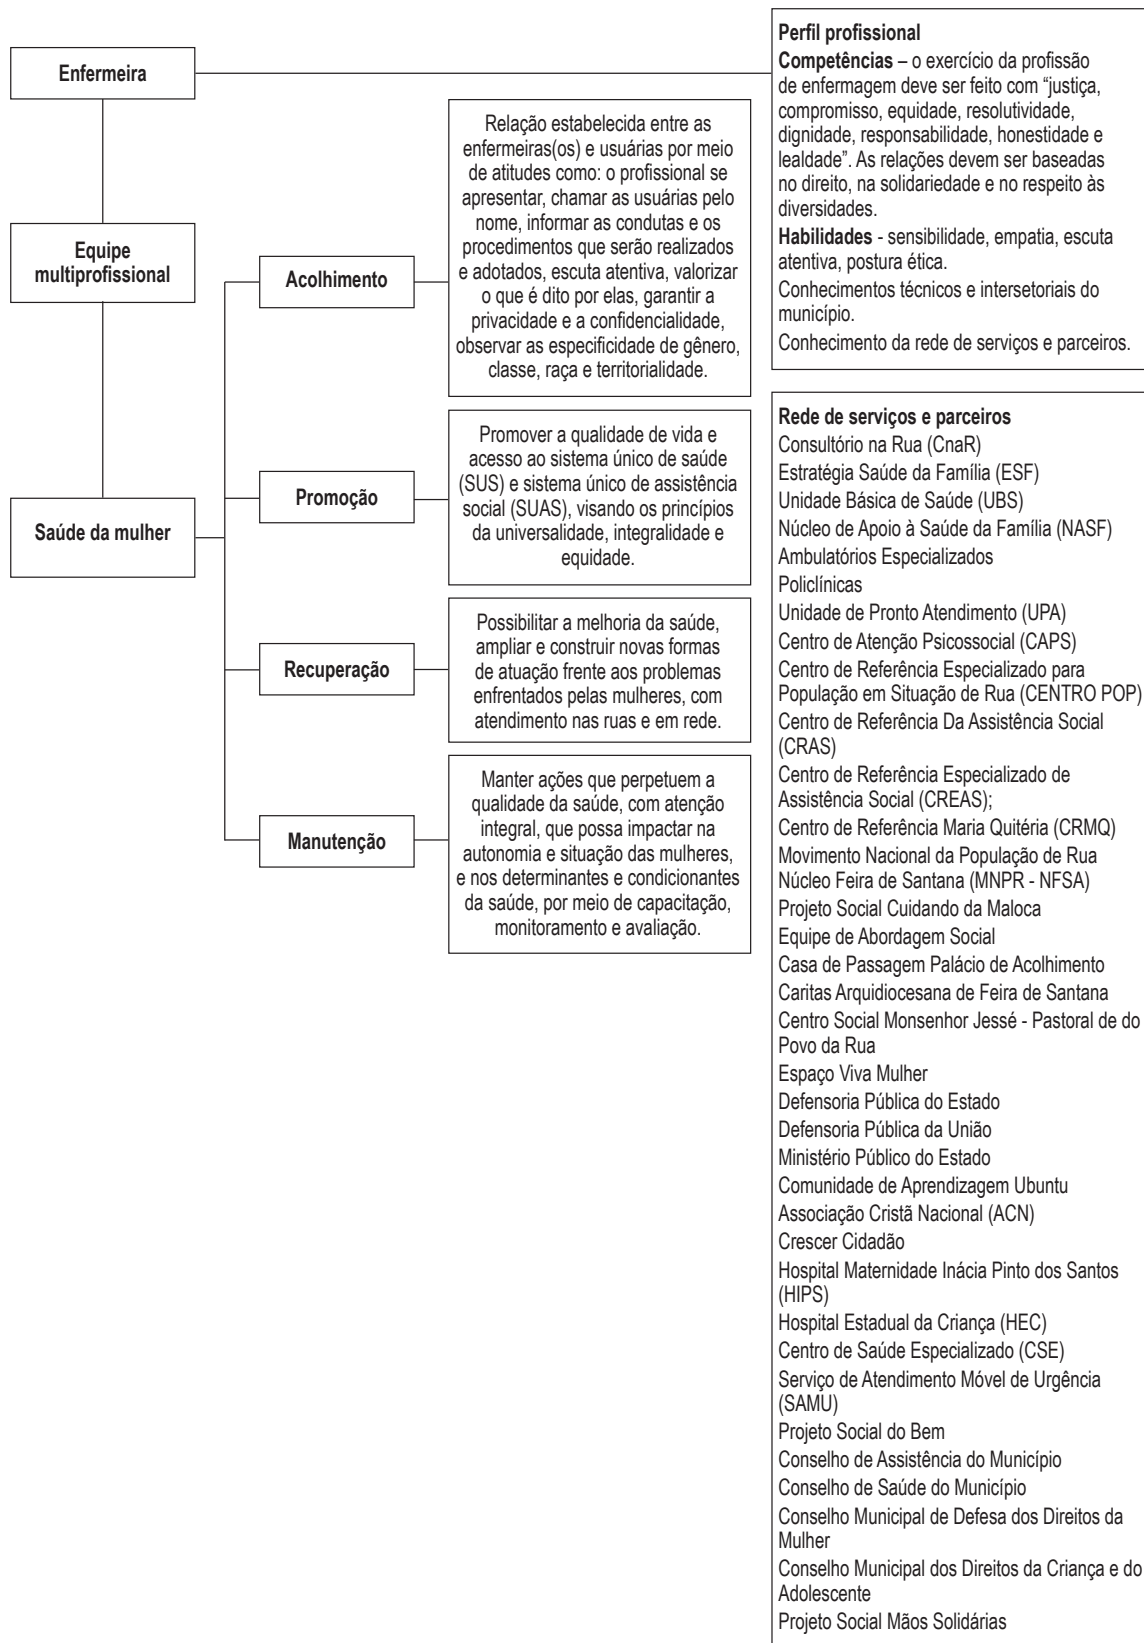 Enfermeira
Equipe
multiprofissional
Saúde da mulher
Acolhimento
Relação estabelecida entre as
enfermeiras(os) e usuárias por meio
de atitudes como: o profissional se
apresentar, chamar as usuárias pelo
nome, informar as condutas e os
procedimentos que serão realizados
e adotados, escuta atentiva, valorizar
o que é dito por elas, garantir a
privacidade e a confidencialidade,
observar as especificidade de gênero,
classe, raça e territorialidade.
Promoção
Promover a qualidade de vida e
acesso ao sistema único de saúde
(SUS) e sistema único de assistência
social (SUAS), visando os princípios
da universalidade, integralidade e
equidade.
Recuperação
Possibilitar a melhoria da saúde,
ampliar e construir novas formas
de atuação frente aos problemas
enfrentados pelas mulheres, com
atendimento nas ruas e em rede.
Manutenção
Manter ações que perpetuem a
qualidade da saúde, com atenção
integral, que possa impactar na
autonomia e situação das mulheres,
e nos determinantes e condicionantes
da saúde, por meio de capacitação,
monitoramento e avaliação.
Perfil profissional
Competências – o exercício da profissão
de enfermagem deve ser feito com “justiça,
compromisso, equidade, resolutividade,
dignidade, responsabilidade, honestidade e
lealdade”. As relações devem ser baseadas
no direito, na solidariedade e no respeito às
diversidades.
Habilidades - sensibilidade, empatia, escuta
atentiva, postura ética.
Conhecimentos técnicos e intersetoriais do
município.
Conhecimento da rede de serviços e parceiros.
Rede de serviços e parceiros
Consultório na Rua (CnaR)
Estratégia Saúde da Família (ESF)
Unidade Básica de Saúde (UBS)
Núcleo de Apoio à Saúde da Família (NASF)
Ambulatórios Especializados
Policlínicas
Unidade de Pronto Atendimento (UPA)
Centro de Atenção Psicossocial (CAPS)
Centro de Referência Especializado para
População em Situação de Rua (CENTRO POP)
Centro de Referência Da Assistência Social
(CRAS)
Centro de Referência Especializado de
Assistência Social (CREAS);
Centro de Referência Maria Quitéria (CRMQ)
Movimento Nacional da População de Rua
Núcleo Feira de Santana (MNPR - NFSA)
Projeto Social Cuidando da Maloca
Equipe de Abordagem Social
Casa de Passagem Palácio de Acolhimento
Caritas Arquidiocesana de Feira de Santana
Centro Social Monsenhor Jessé - Pastoral de do
Povo da Rua
Espaço Viva Mulher
Defensoria Pública do Estado
Defensoria Pública da União
Ministério Público do Estado
Comunidade de Aprendizagem Ubuntu
Associação Cristã Nacional (ACN)
Crescer Cidadão
Hospital Maternidade Inácia Pinto dos Santos
(HIPS)
Hospital Estadual da Criança (HEC)
Centro de Saúde Especializado (CSE)
Serviço de Atendimento Móvel de Urgência
(SAMU)
Projeto Social do Bem
Conselho de Assistência do Município
Conselho de Saúde do Município
Conselho Municipal de Defesa dos Direitos da
Mulher
Conselho Municipal dos Direitos da Criança e do
Adolescente
Projeto Social Mãos Solidárias